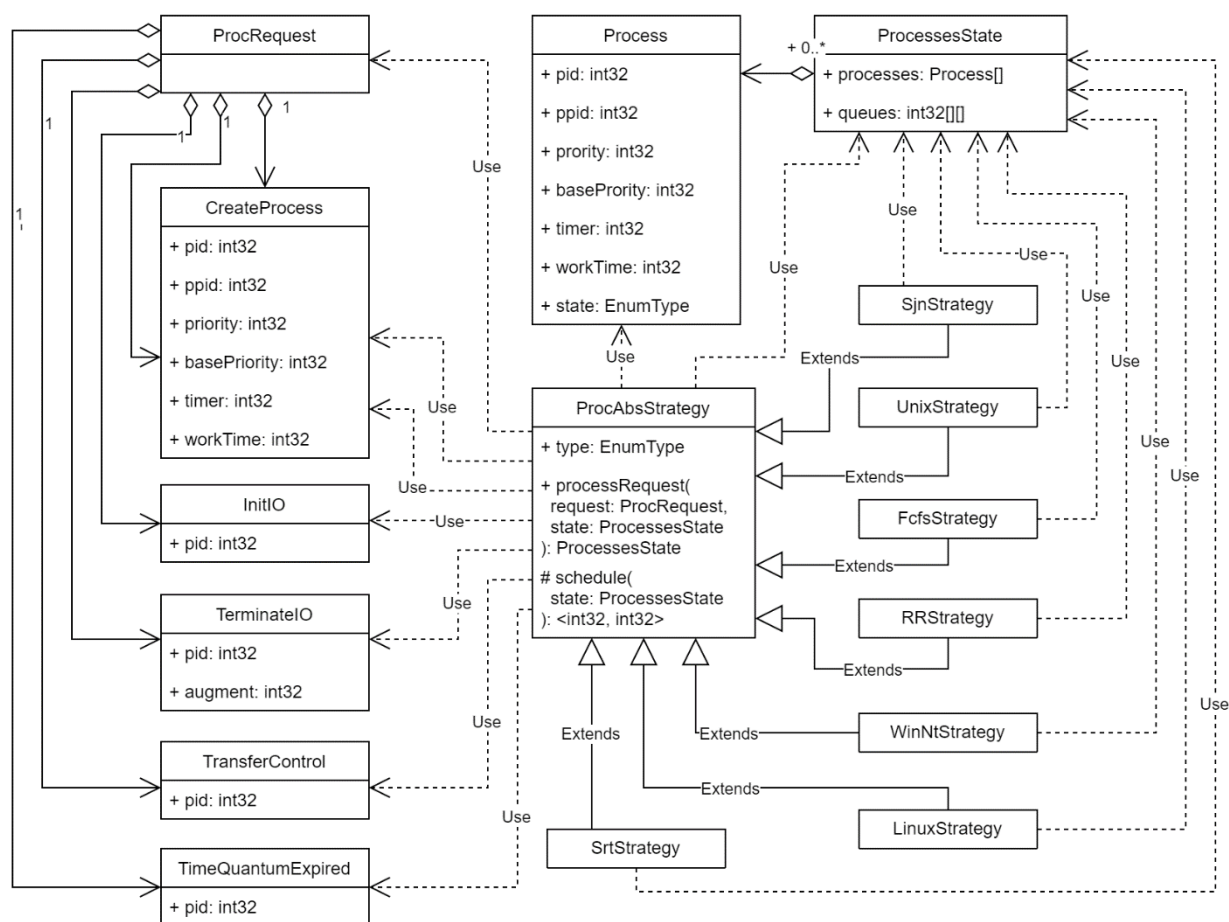 ProcRequest
1
1
1
1
1
CreateProcess
+ pid: int32
+ ppid: int32
+ priority: int32
+ basePriority: int32
+ timer: int32
+ workTime: int32
InitIO
+ pid: int32
TerminateIO
+ pid: int32
+ augment: int32
TransferControl
+ pid: int32
TimeQuantumExpired
+ pid: int32
Use
Use
Use
Use
Use
Use
Use
Process
+ pid: int32
+ ppid: int32
+ prority: int32
+ basePrority: int32
+ timer: int32
+ workTime: int32
+ state: EnumType
+ 0..*
ProcessesState
+ processes: Process[]
+ queues: int32[][]
Use
Use
Use
Use
Use
Use
Use
Use
Use
ProcAbsStrategy
+ type: EnumType
+ processRequest(
request: ProcRequest,
state: ProcessesState
): ProcessesState
# schedule(
state: ProcessesState
): <int32, int32>
SjnStrategy
Extends
UnixStrategy
Extends
FcfsStrategy
Extends
RRStrategy
Extends
WinNtStrategy
Extends
LinuxStrategy
Extends
SrtStrategy
Extends